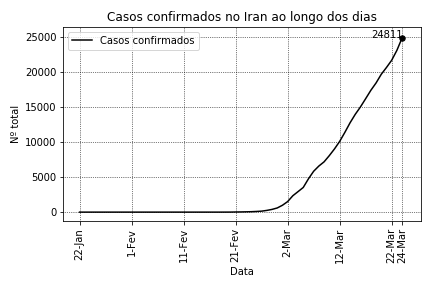 Casos confirmados no Iran ao longo dos dias
Casos confirmados
24811
25000
20000
15000
10000
5000
0
Nº total
22-Jan
1-Fev
11-Fev
21-Fev
2-Mar
12-Mar
22-Mar
24-Mar
Data